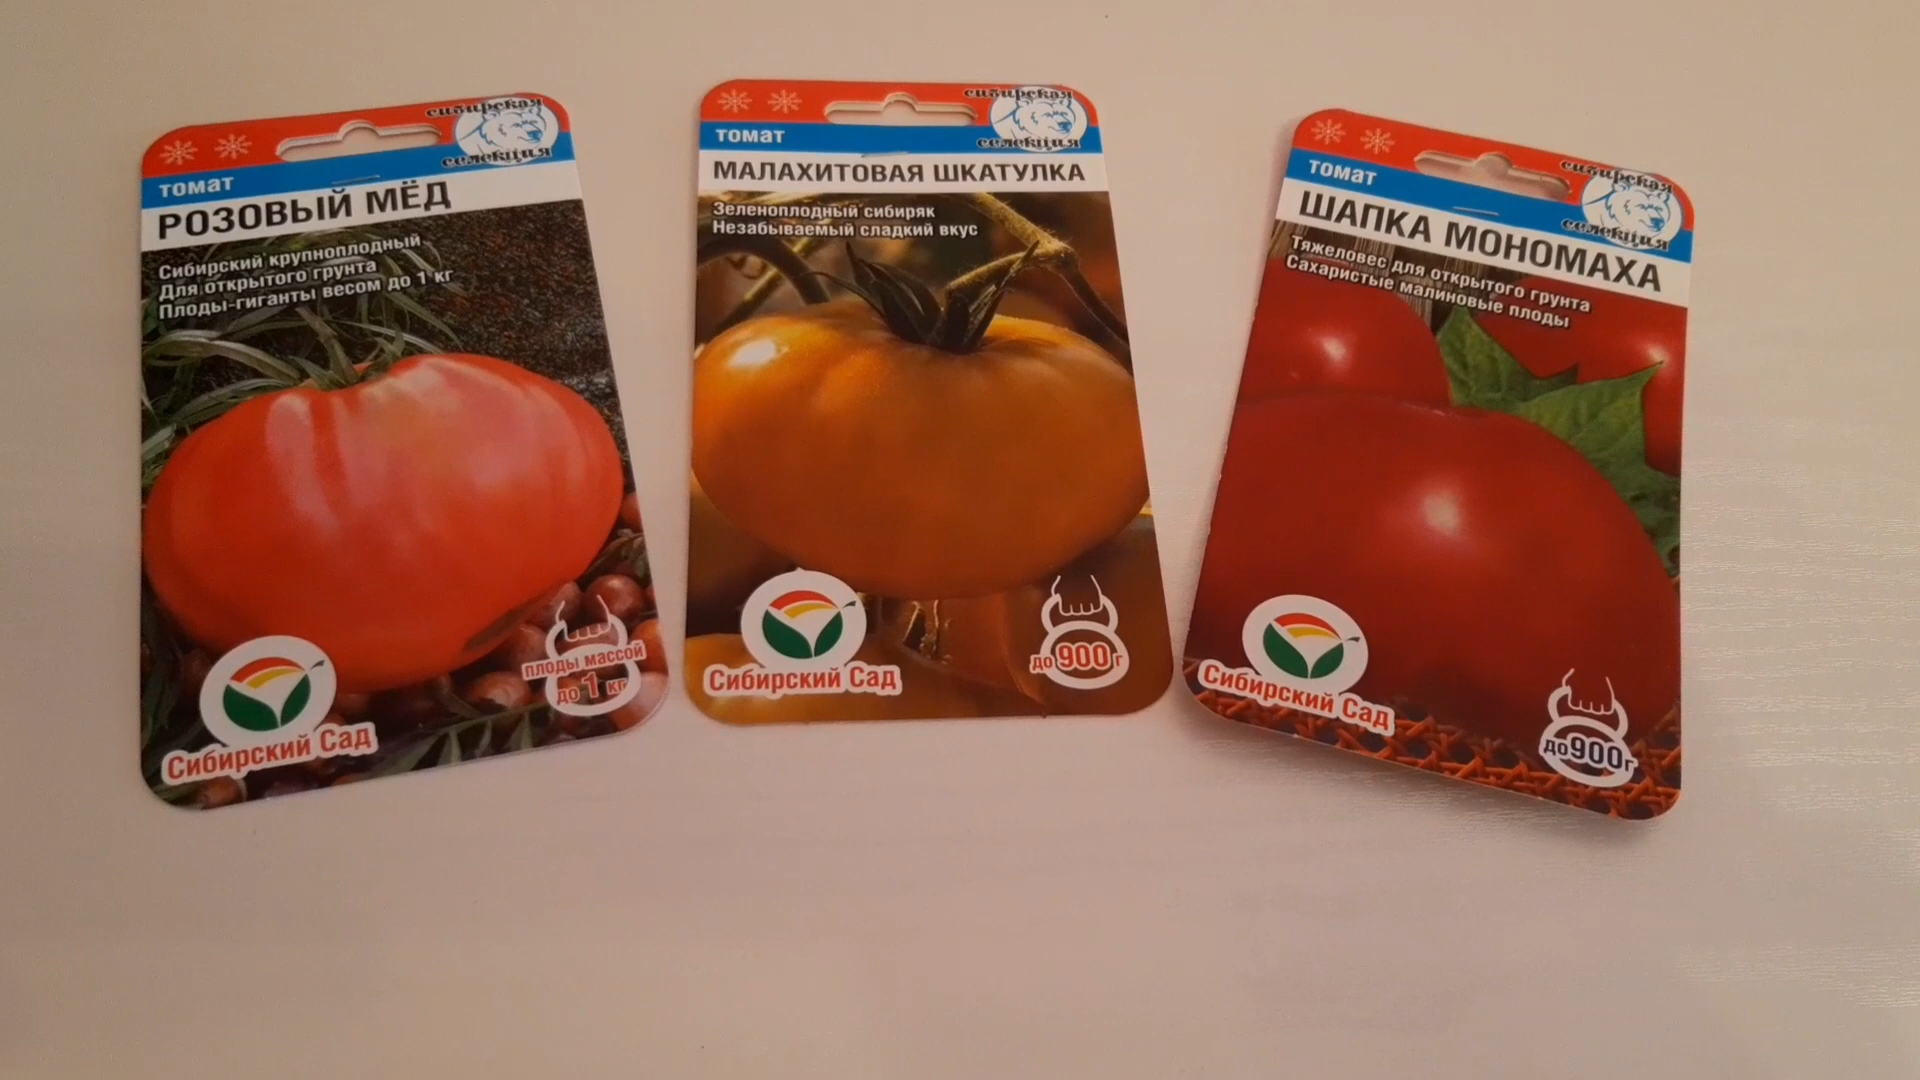 сибирская
селекция
томат
РОЗОВЫЙ МЁД
Сибирский крупноплодный
Для открытого грунта
Плоды-гиганты весом до 1 кг
плоды массой
до 1 кг
Сибирский Сад
сибирская
селекция
томат
МАЛАХИТОВАЯ ШКАТУЛКА
Зеленоплодный сибиряк
Незабываемый сладкий вкус
до 900 г
Сибирский Сад
сибирская
селекция
томат
ШАПКА МОНОМАХА
Тяжеловес для открытого грунта
Сахаристые малиновые плоды
Сибирский Сад
до 900 г